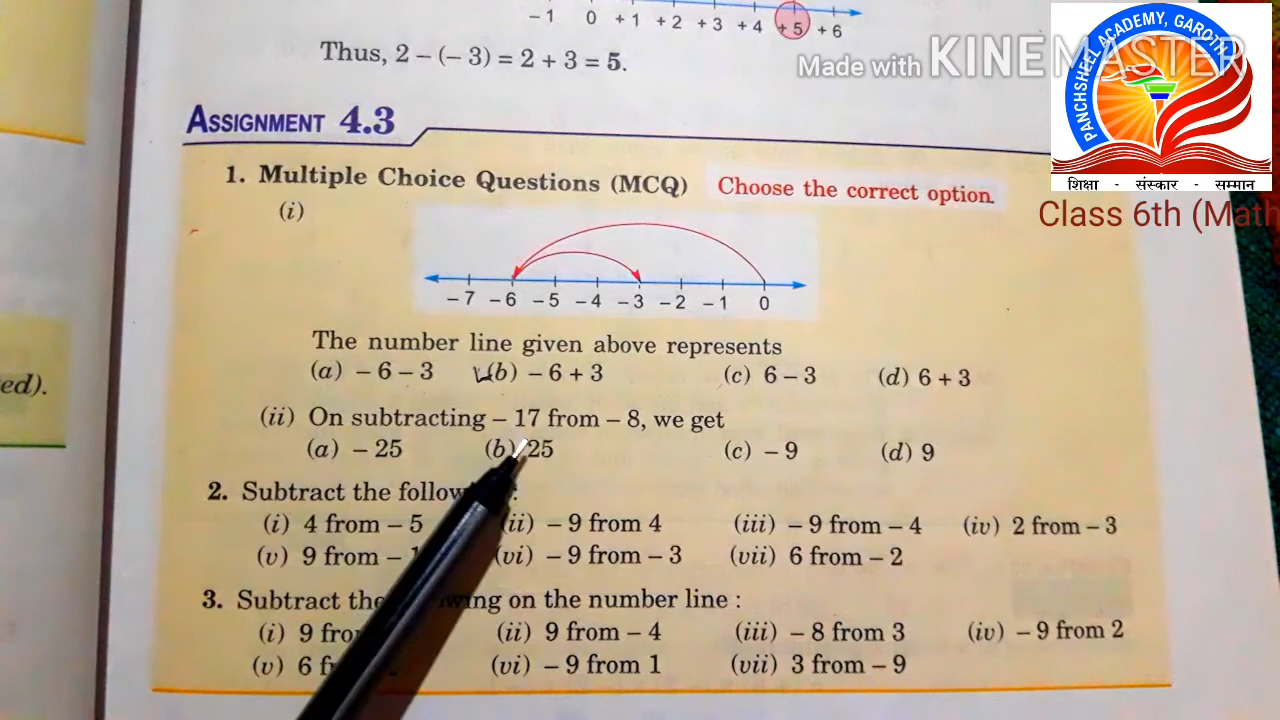 – 1 0 + 1 + 2 + 3 + 4 + 5 + 6
Thus, 2 – (– 3) = 2 + 3 = 5.
Made with KINEMASTER
PANCHSHEEL ACADEMY, GAROTH
शिक्षा - संस्कार - सम्मान
Class 6th (Math
ASSIGNMENT 4.3
1. Multiple Choice Questions (MCQ) Choose the correct option.
(i)
– 7 – 6 – 5 – 4 – 3 – 2 – 1 0
The number line given above represents
(a) – 6 – 3 (b) – 6 + 3 (c) 6 – 3 (d) 6 + 3
(ii) On subtracting – 17 from – 8, we get
(a) – 25 (b) 25 (c) – 9 (d) 9
ed).
2. Subtract the :
(i) 4 from – 5 (ii) – 9 from 4 (iii) – 9 from – 4 (iv) 2 from – 3
(v) 9 from – (vi) – 9 from – 3 (vii) 6 from – 2
3. Subtract the on the number line :
(i) 9 (ii) 9 from – 4 (iii) – 8 from 3 (iv) – 9 from 2
(v) 6 (vi) – 9 from 1 (vii) 3 from – 9